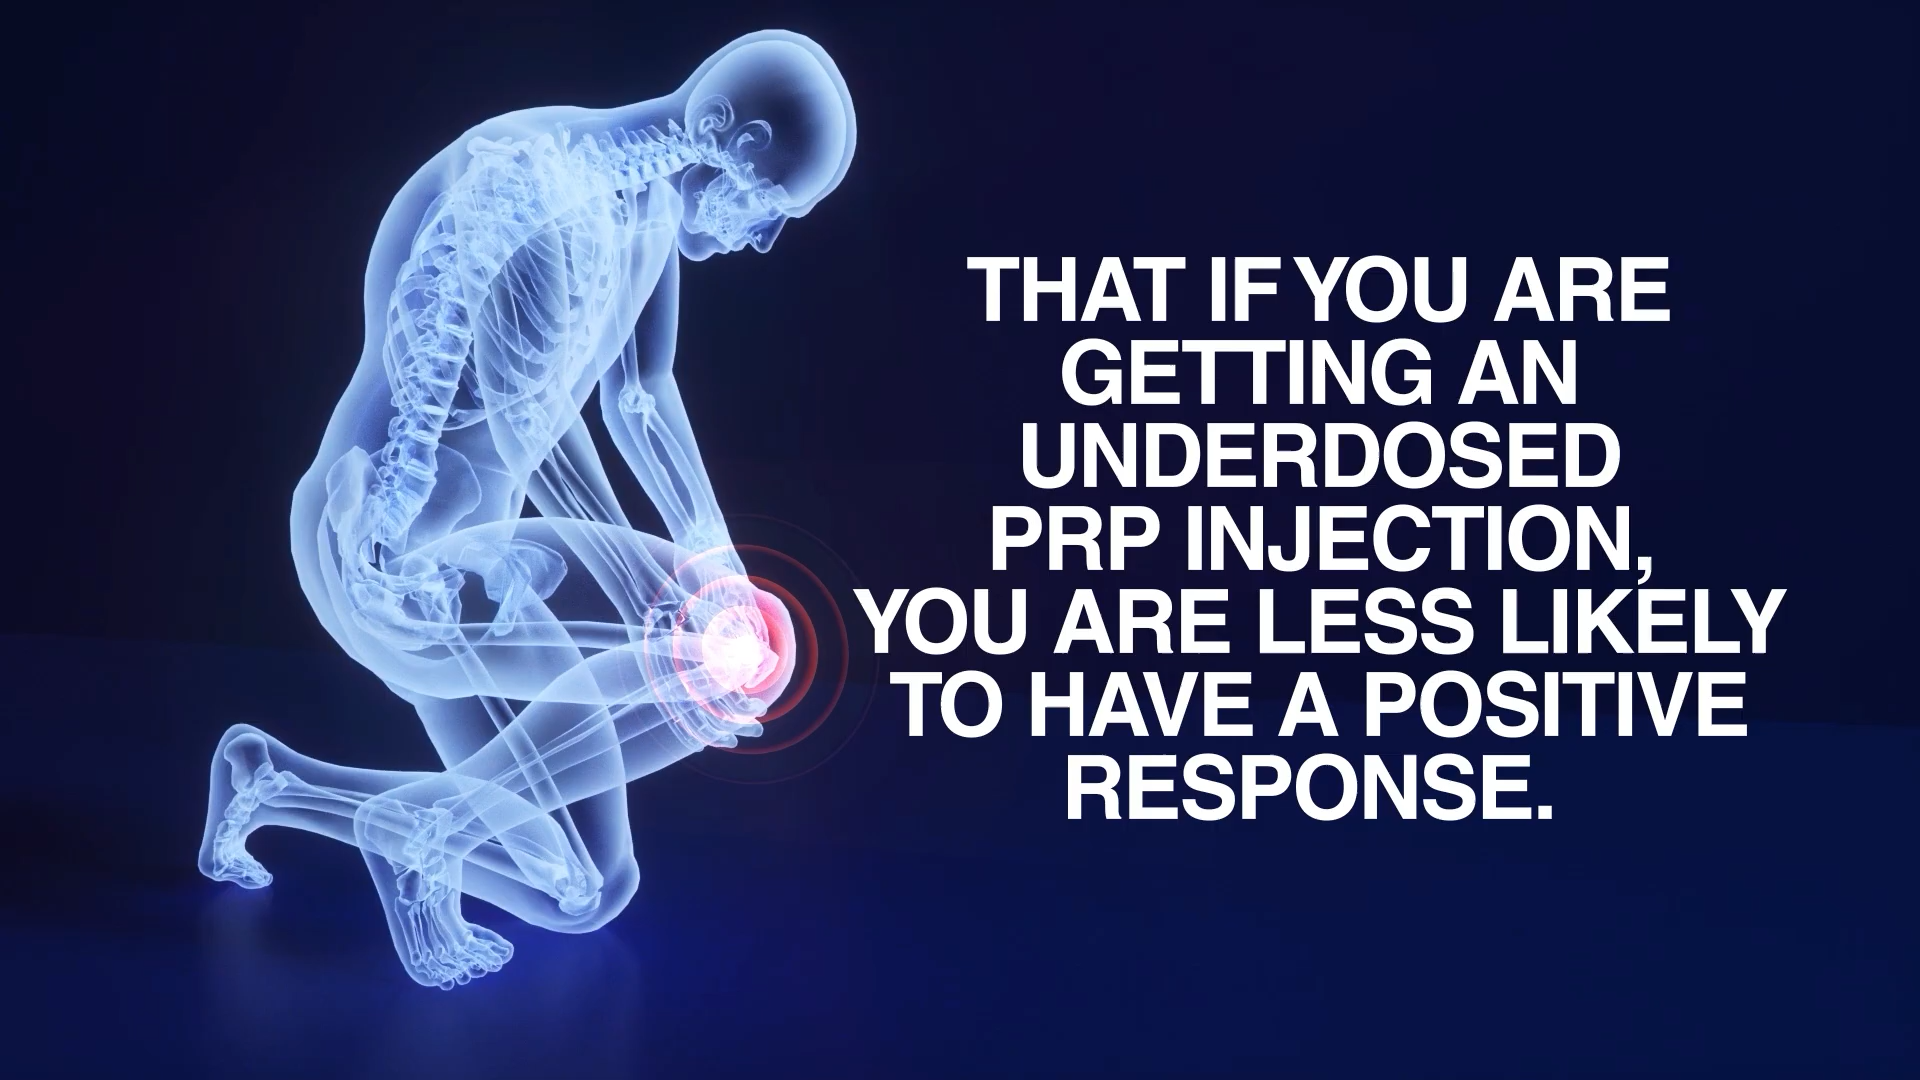 THAT IF YOU ARE
GETTING AN
UNDERDOSED
PRP INJECTION,
YOU ARE LESS LIKELY
TO HAVE A POSITIVE
RESPONSE.